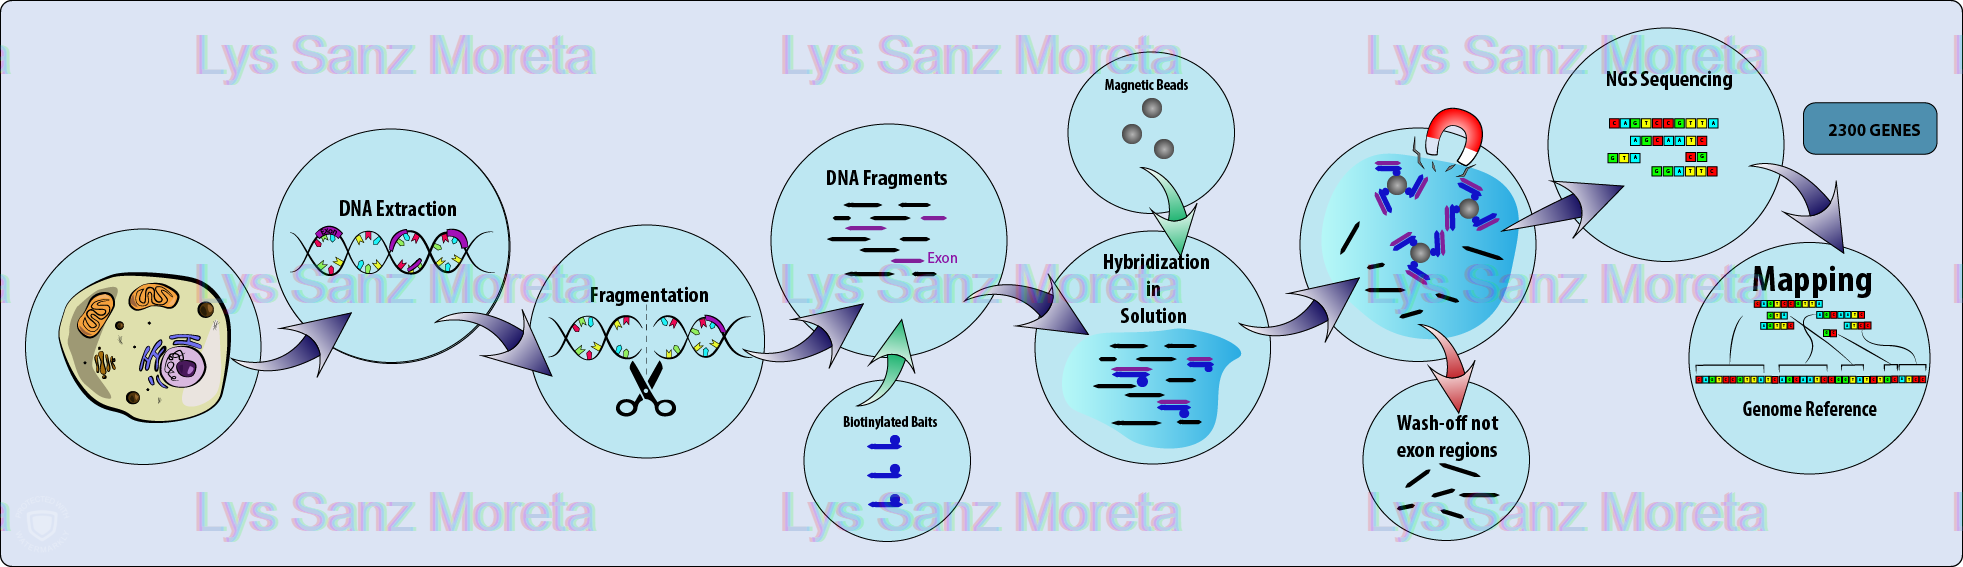 Lys Sanz Moreta
Lys Sanz Moreta
Lys Sanz Moreta
NGS Sequencing
Magnetic Beads
2300 GENES
DNA Extraction
DNA Fragments
Exon
Fragmentation
Hybridization
in
Solution
Mapping
Lys Sanz Moreta
Lys Sanz Moreta
Lys Sanz Moreta
Biotinylated Baits
Wash-off not
exon regions
Genome Reference
Lys Sanz Moreta
Lys Sanz Moreta
Lys Sanz Moreta